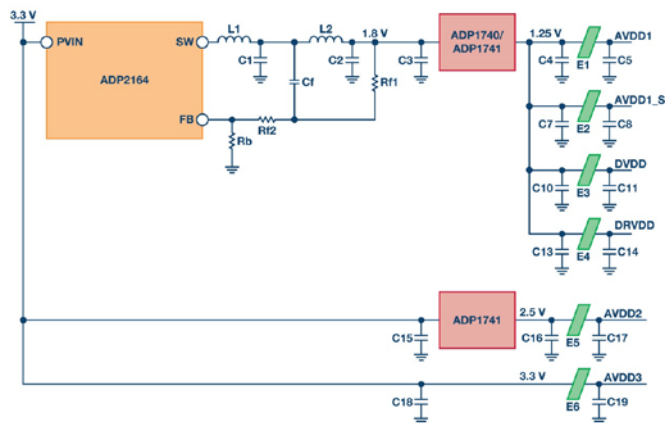 3.3 V
PVIN
SW
L1
L2
1.8 V
ADP1740/
ADP1741
1.25 V
AVDD1
ADP2164
C1
Cf
C2
Rf1
C3
C4
E1
C5
AVDD1_S
FB
Rf2
Rb
C7
E2
C8
DVDD
C10
E3
C11
DRVDD
C13
E4
C14
ADP1741
2.5 V
AVDD2
C15
C16
E5
C17
3.3 V
AVDD3
C18
E6
C19